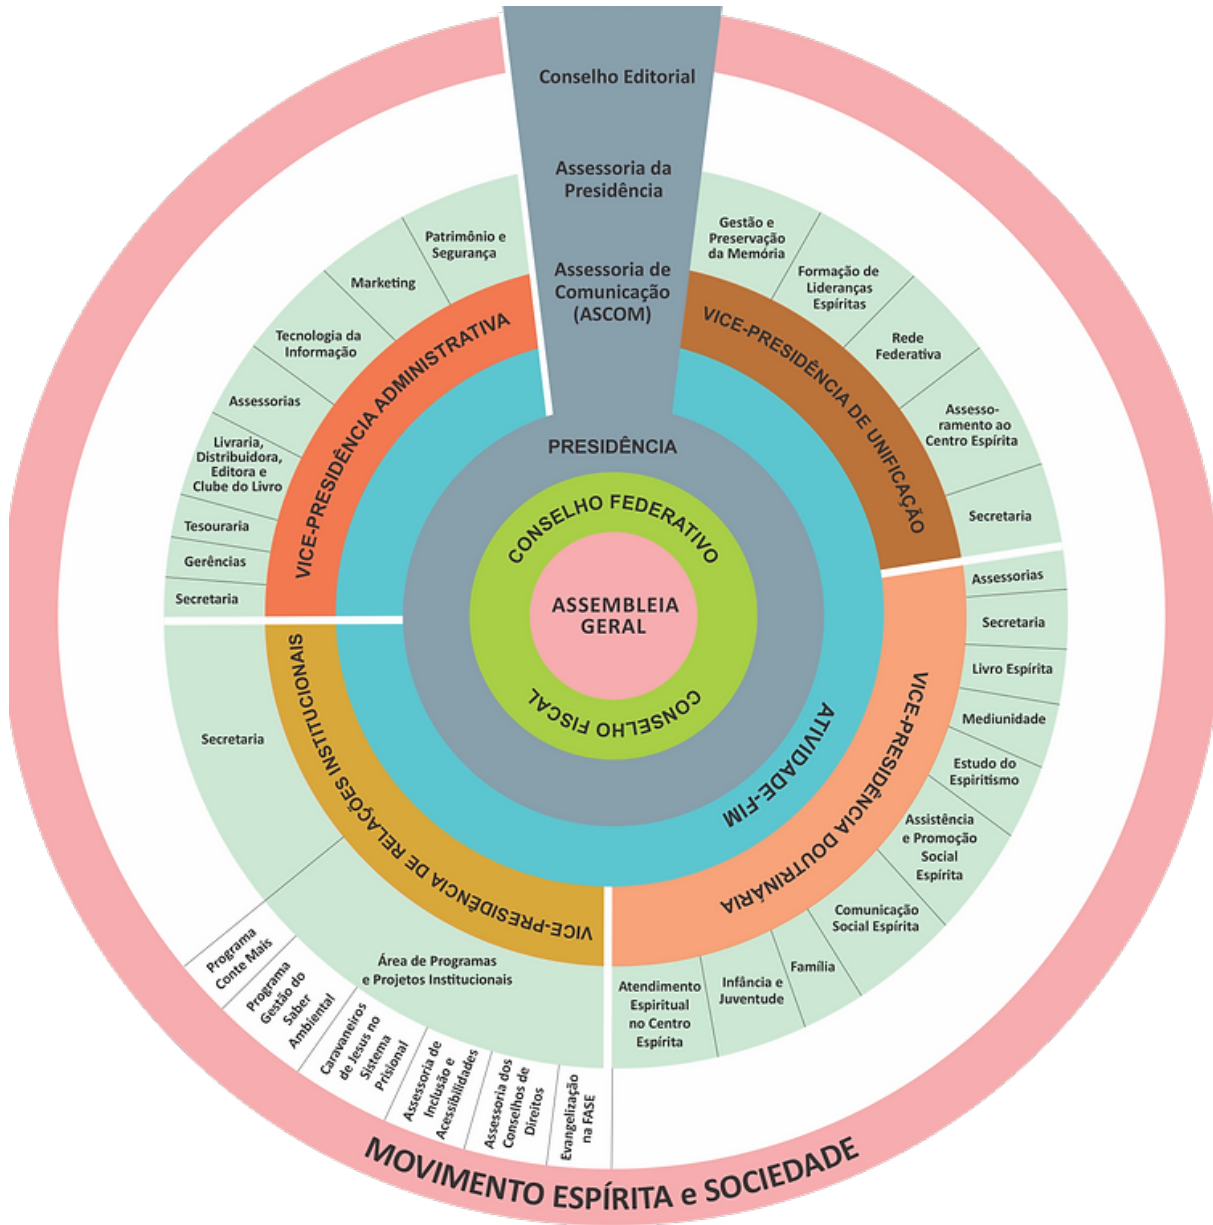 Conselho Editorial
Assessoria da
Presidência
Assessoria de
Comunicação
(ASCOM)
PRESIDÊNCIA
CONSELHO FEDERATIVO
ASSEMBLEIA
GERAL
CONSELHO FISCAL
ATIVIDADE-FIM
VICE-PRESIDÊNCIA ADMINISTRATIVA
Patrimônio e
Segurança
Marketing
Tecnologia da
Informação
Assessorias
Livraria,
Distribuidora,
Editora e
Clube do Livro
Tesouraria
Gerências
Secretaria
VICE-PRESIDÊNCIA DE UNIFICAÇÃO
Gestão e
Preservação
da Memória
Formação de
Lideranças
Espíritas
Rede
Federativa
Assesso-
ramento ao
Centro Espírita
Secretaria
VICE-PRESIDÊNCIA DOUTRINÁRIA
Assessorias
Secretaria
Livro Espírita
Mediunidade
Estudo do
Espiritismo
Assistência
e Promoção
Social
Espírita
Comunicação
Social Espírita
Família
Infância e
Juventude
Atendimento
Espiritual
no Centro
Espírita
VICE-PRESIDÊNCIA DE RELAÇÕES INSTITUCIONAIS
Secretaria
Área de Programas
e Projetos Institucionais
Programa
Conte Mais
Programa
Gestão do
Saber
Ambiental
Caravaneiros
de Jesus no
Sistema
Prisional
Assessoria de
Inclusão e
Acessibilidades
Assessoria dos
Conselhos de
Direitos
Evangelização
na FASE
MOVIMENTO ESPÍRITA e SOCIEDADE